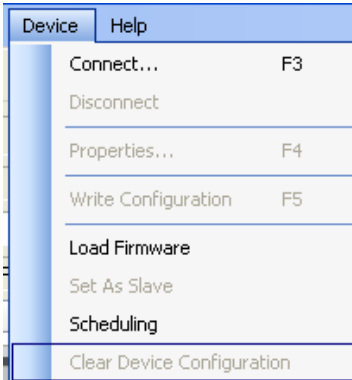 Device Help
Connect... F3
Disconnect
Properties... F4
Write Configuration F5
Load Firmware
Set As Slave
Scheduling
Clear Device Configuration